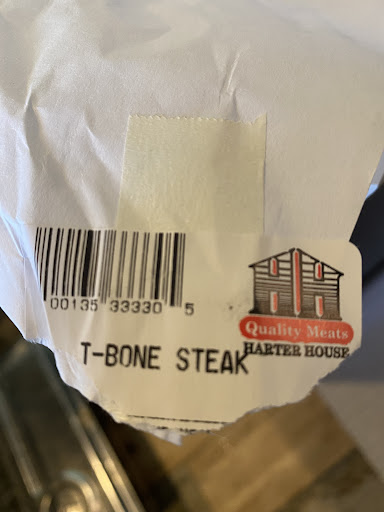 00135 33330 5
Quality Meats
HARTER HOUSE
T-BONE STEAK